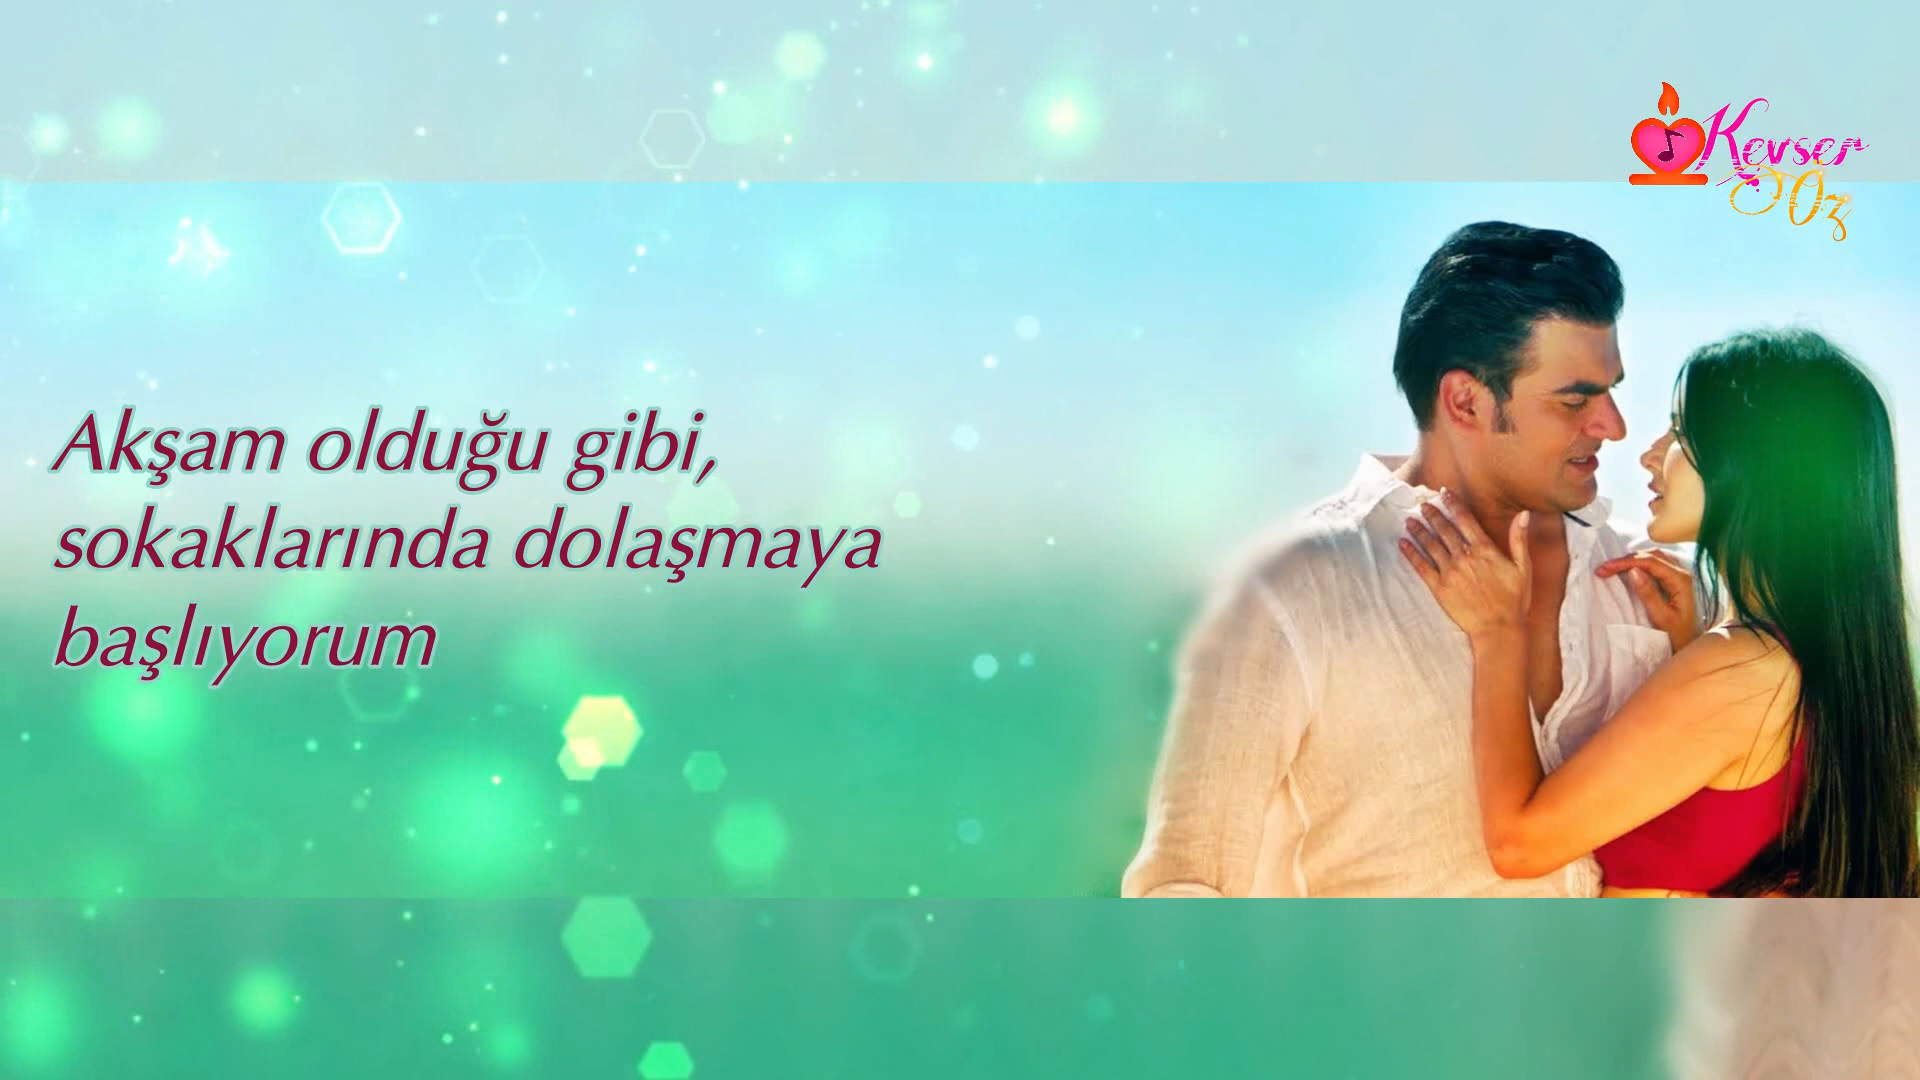 Kevser
Öz
Akşam olduğu gibi,
sokaklarında dolaşmaya
başlıyorum